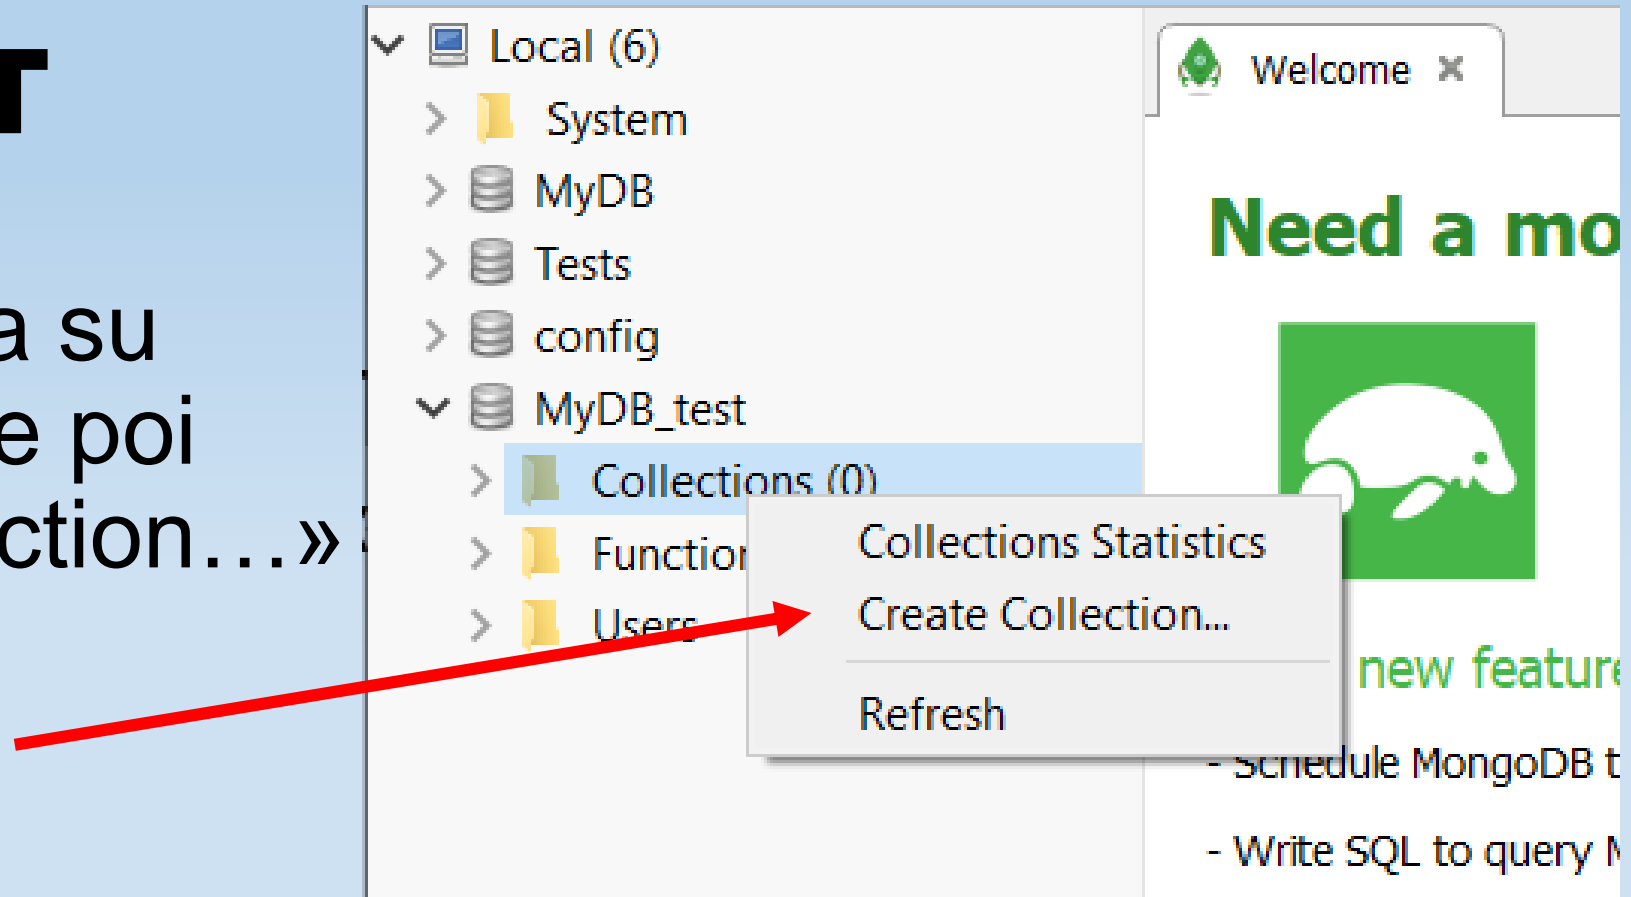 T
a su
e poi
ction…»
Local (6)
System
MyDB
Tests
config
MyDB_test
Collections (0)
Function
Users
Collections Statistics
Create Collection...
Refresh
Welcome
Need a mo
new feature
- Schedule MongoDB t
- Write SQL to query